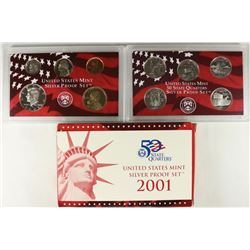 UNITED STATES MINT
SILVER PROOF SET
UNITED STATES MINT
50 STATE QUARTERS
SILVER PROOF SET
50
STATE
QUARTERS
UNITED STATES MINT
SILVER PROOF SET
2001